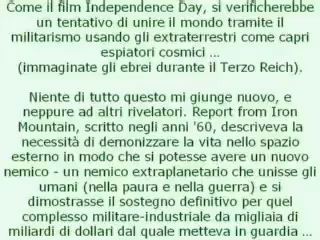 Come il film Independence Day, si verificherebbe
un tentativo di unire il mondo tramite il
militarismo usando gli extraterrestri come capri
espiatori cosmici ...
(immaginate gli ebrei durante il Terzo Reich).
Niente di tutto questo mi giunge nuovo, e
neppure ad altri rivelatori. Report from Iron
Mountain, scritto negli anni '60, descriveva la
necessità di demonizzare la vita nello spazio
esterno in modo che si potesse avere un nuovo
nemico - un nemico extraplanetario che unisse gli
umani (nella paura e nella guerra) e si
dimostrasse il sostegno definitivo per quel
complesso militare-industriale da migliaia di
miliardi di dollari dal quale metteva in guardia ...